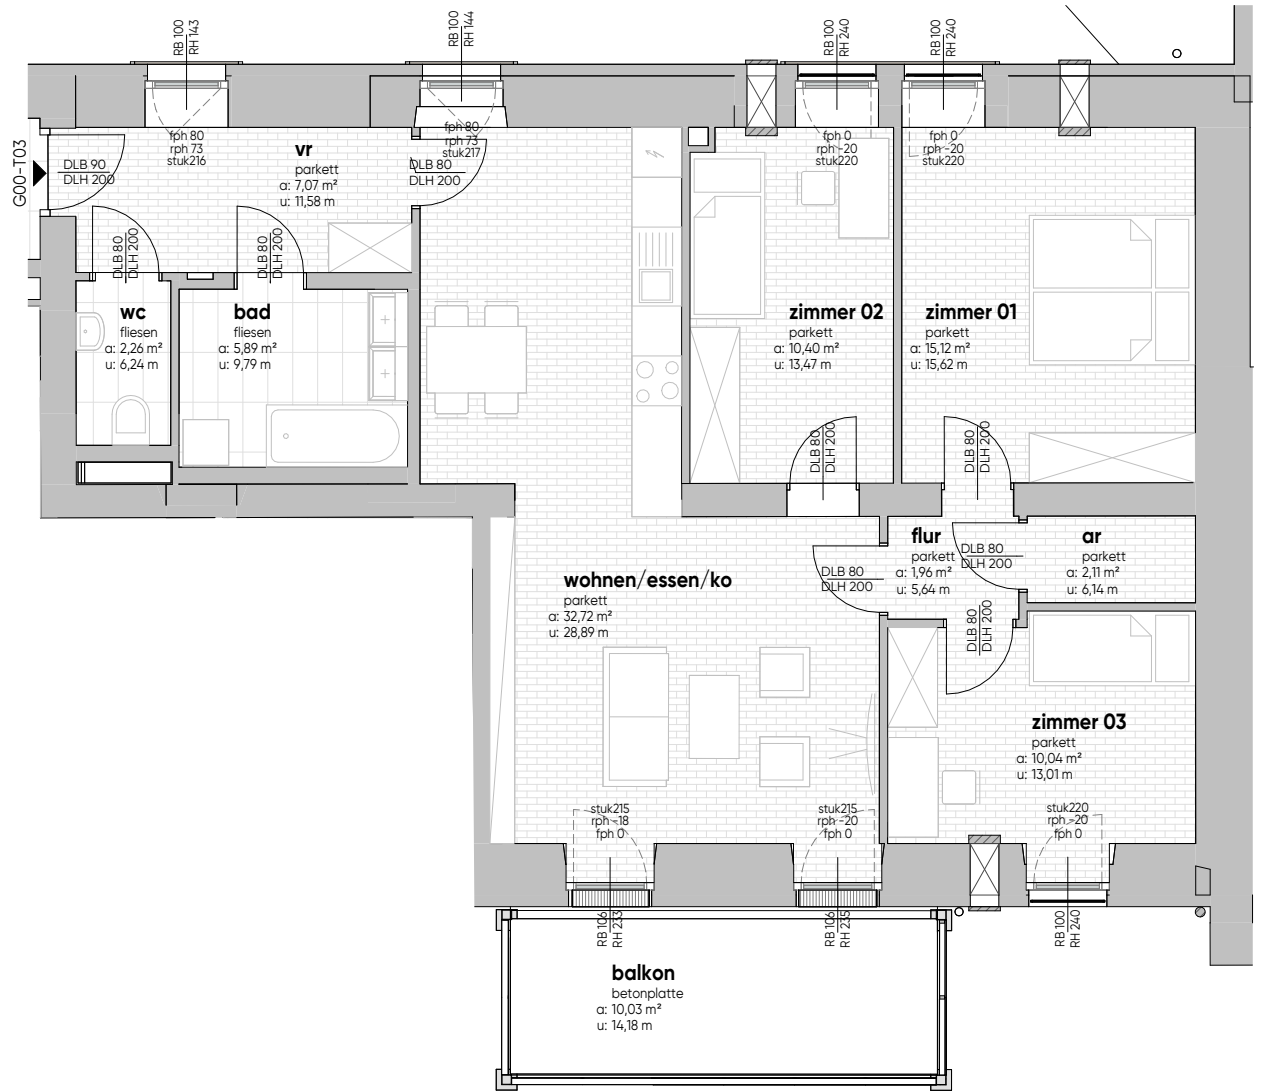 RB 100
RH 143
RB 100
RH 144
RB 100
RH 240
RB 100
RH 240
G00-T03
DLB 90
DLH 200
fph 80
rph 73
stuk216
vr
parkett
a: 7,07 m²
u: 11,58 m
fph 80
rph 73
stuk217
DLB 80
DLH 200
fph 0
rph -20
stuk220
fph 0
rph -20
stuk220
DLB 80
DLH 200
DLB 80
DLH 200
wc
fliesen
a: 2,26 m²
u: 6,24 m
bad
fliesen
a: 5,89 m²
u: 9,79 m
zimmer 02
parkett
a: 10,40 m²
u: 13,47 m
zimmer 01
parkett
a: 15,12 m²
u: 15,62 m
DLB 80
DLH 200
DLB 80
DLH 200
wohnen/essen/ko
parkett
a: 32,72 m²
u: 28,89 m
DLB 80
DLH 200
flur
parkett
a: 1,96 m²
u: 5,64 m
DLB 80
DLH 200
ar
parkett
a: 2,11 m²
u: 6,14 m
DLB 80
DLH 200
zimmer 03
parkett
a: 10,04 m²
u: 13,01 m
stuk215
rph -18
fph 0
stuk215
rph -20
fph 0
stuk220
rph -20
fph 0
RB 106
RH 233
RB 106
RH 235
RB 100
RH 240
balkon
betonplatte
a: 10,03 m²
u: 14,18 m